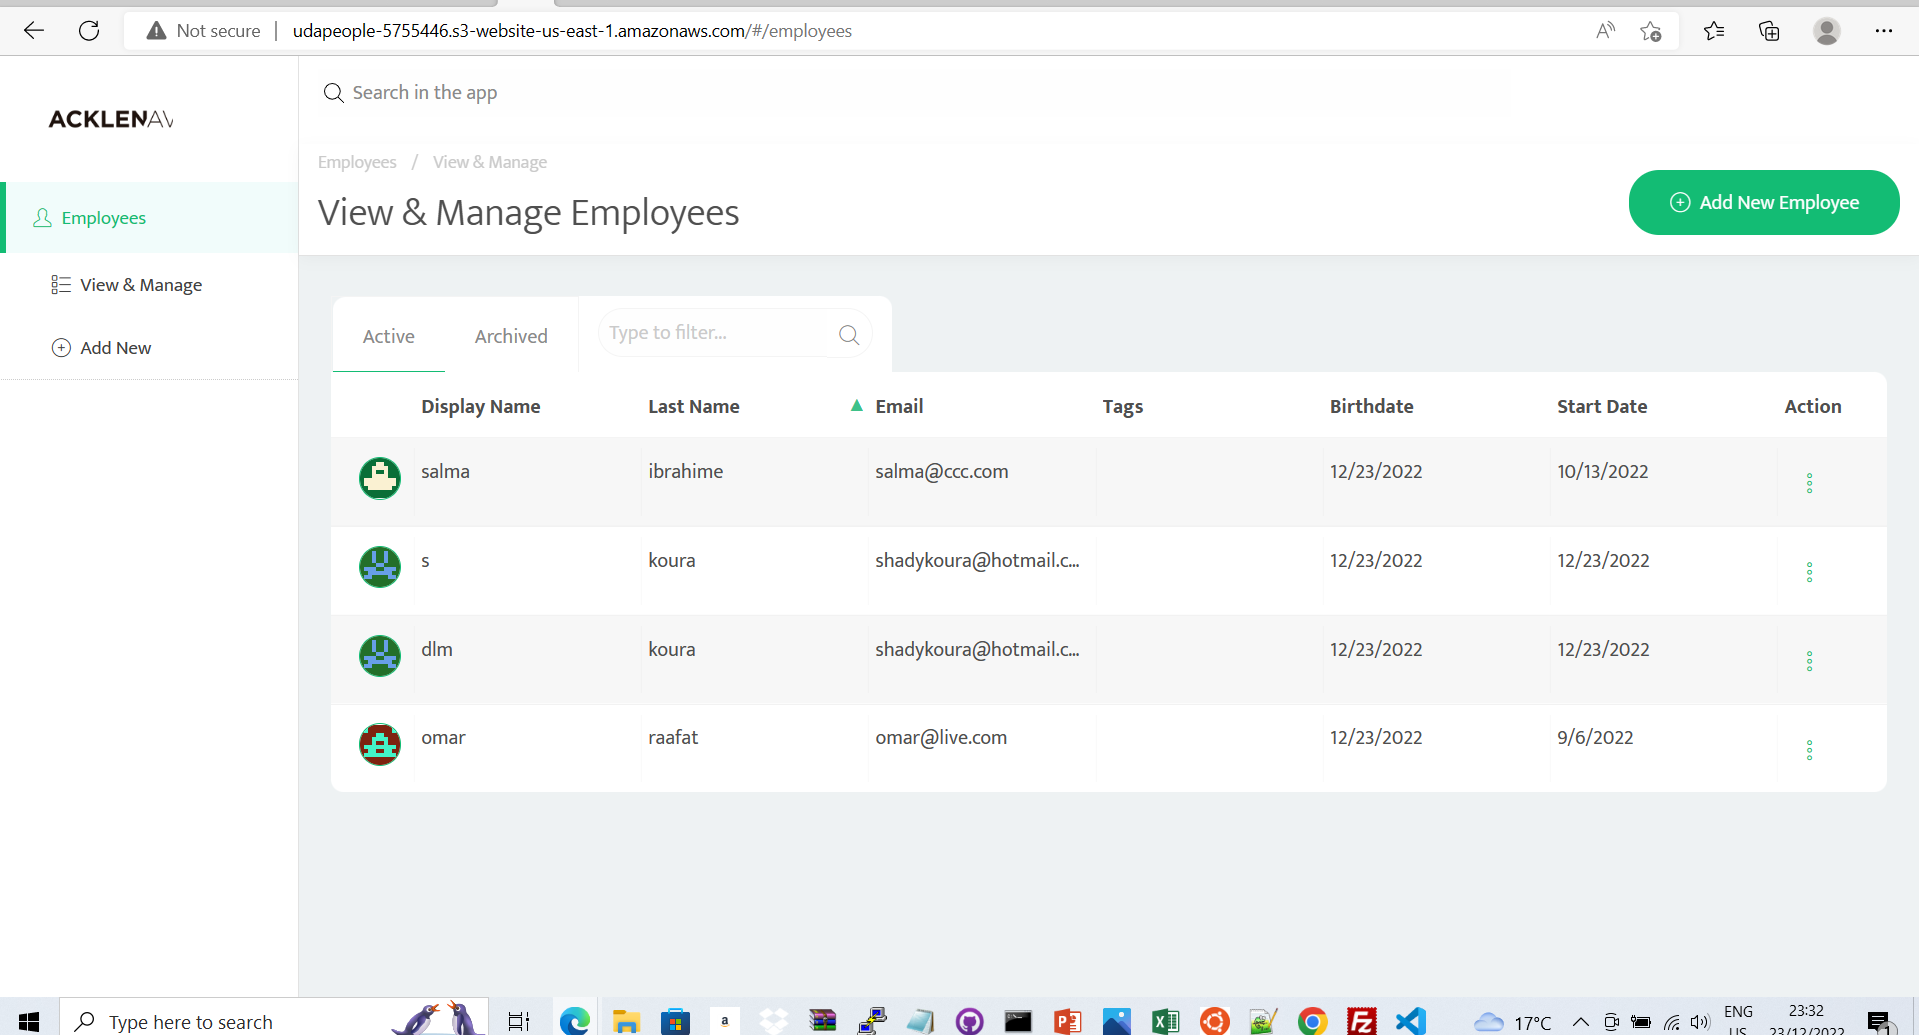 Not secure udapeople-5755446.s3-website-us-east-1.amazonaws.com/#/employees
ACKLENAV
Search in the app
Employees / View & Manage
View & Manage Employees
Add New Employee
Employees
View & Manage
Add New
Active Archived Type to filter...
Display Name Last Name Email Tags Birthdate Start Date Action
salma ibrahime salma@ccc.com 12/23/2022 10/13/2022
s koura shadykoura@hotmail.c... 12/23/2022 12/23/2022
dlm koura shadykoura@hotmail.c... 12/23/2022 12/23/2022
omar raafat omar@live.com 12/23/2022 9/6/2022
Type here to search
17°C
ENG
US
23:32
23/12/2022